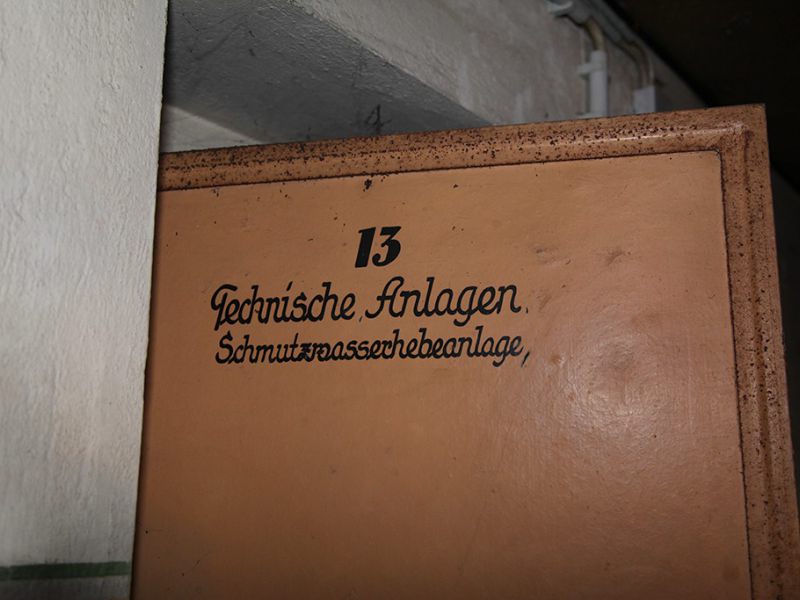 13
Technische Anlagen
Schmutzwasserhebeanlage,